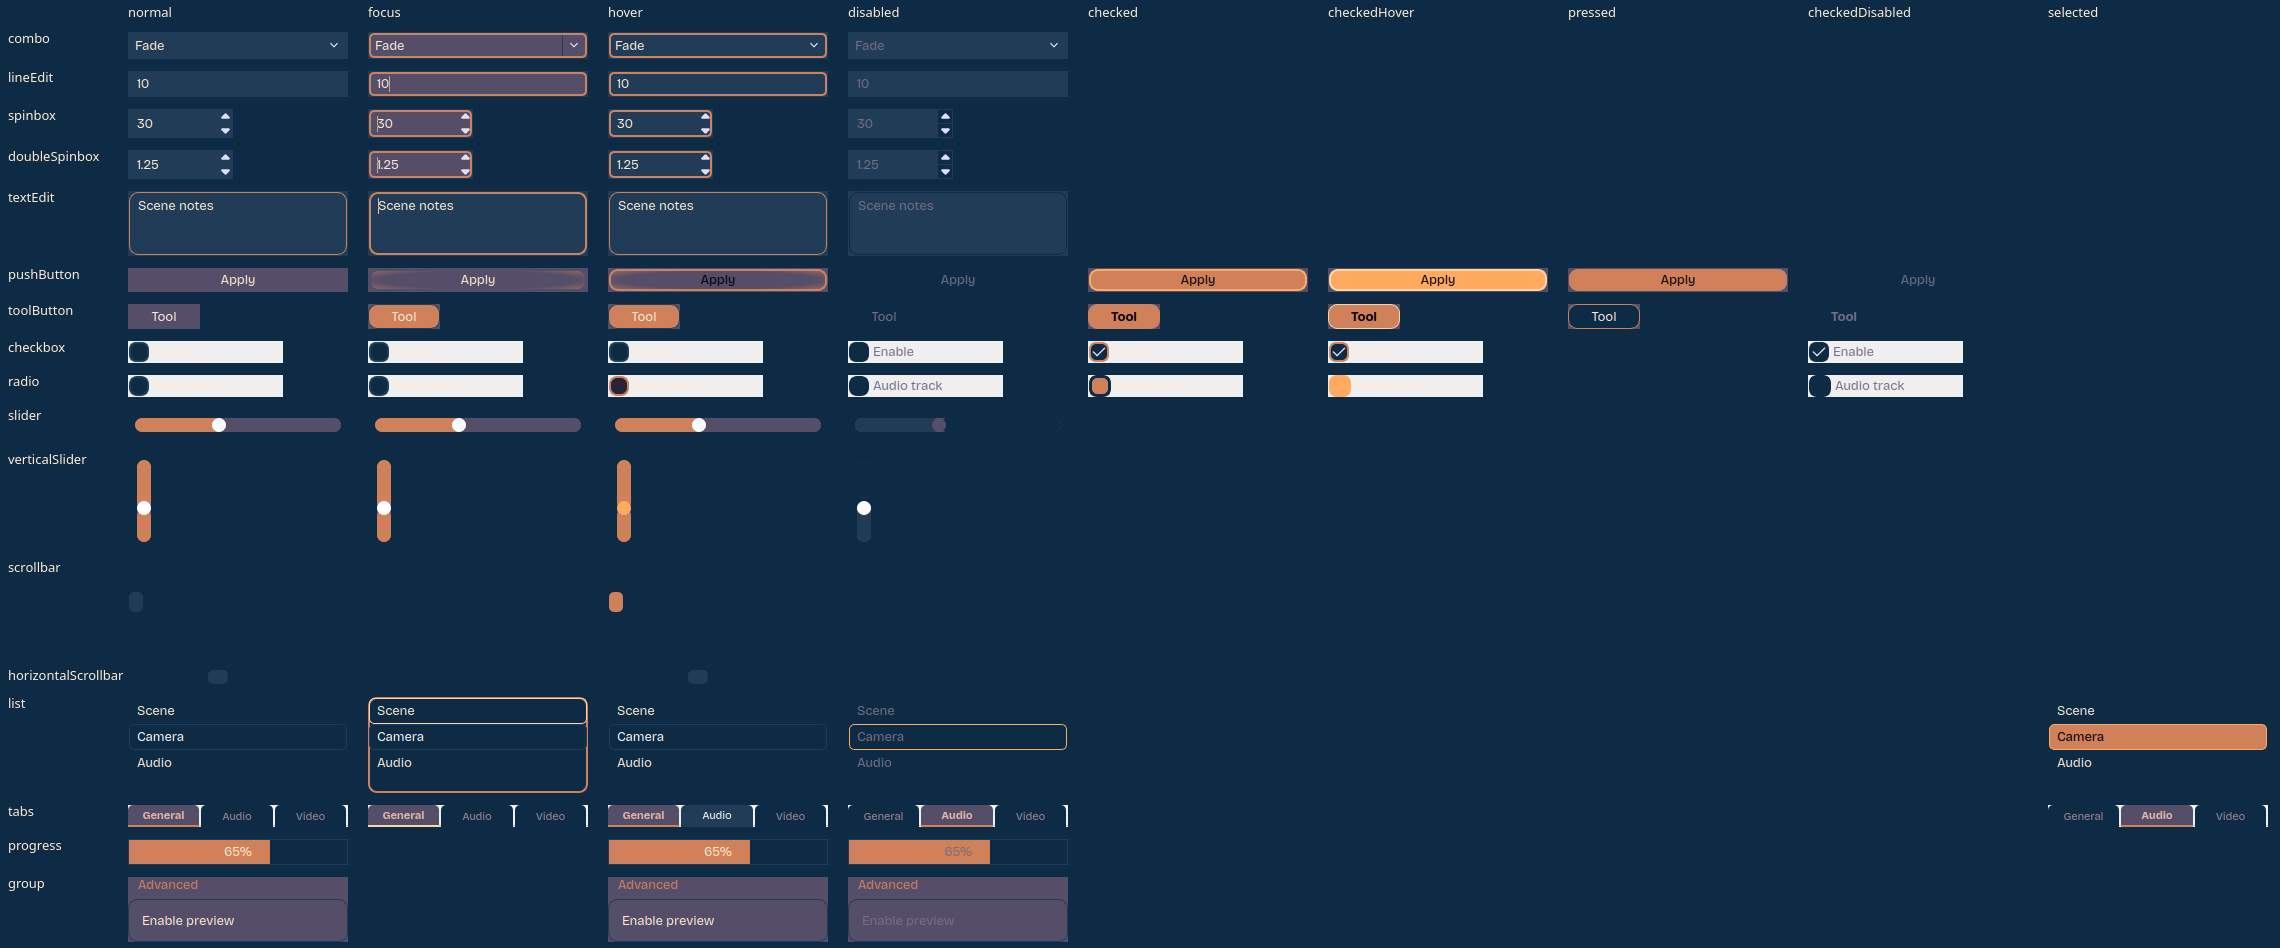 normal focus hover disabled checked checkedHover pressed checkedDisabled selected
combo Fade Fade Fade Fade
lineEdit 10 10 10 10
spinbox 30 30 30 30
doubleSpinbox 1.25 1.25 1.25 1.25
textEdit Scene notes Scene notes Scene notes Scene notes
pushButton Apply Apply Apply Apply Apply Apply Apply Apply
toolButton Tool Tool Tool Tool Tool Tool Tool Tool
checkbox Enable Enable
radio Audio track Audio track
slider
verticalSlider
scrollbar
horizontalScrollbar
list Scene Scene Scene Scene Scene
Camera Camera Camera Camera Camera
Audio Audio Audio Audio Audio
tabs General Audio Video General Audio Video General Audio Video General Audio Video General Audio Video
progress 65% 65% 65%
group Advanced Advanced Advanced
Enable preview Enable preview Enable preview